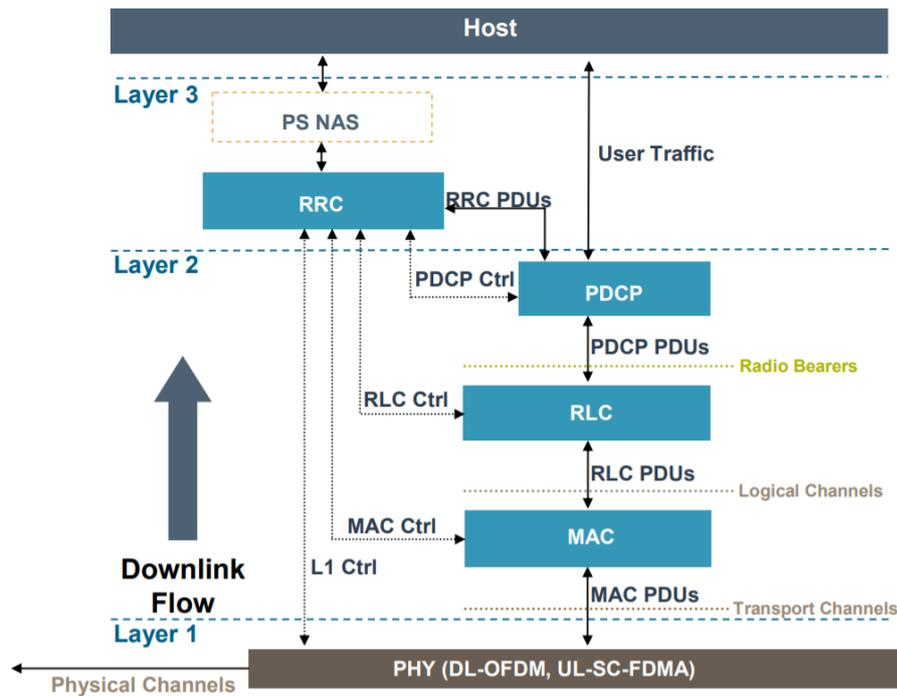 Host
Layer 3
PS NAS
User Traffic
RRC
RRC PDUs
Layer 2
PDCP Ctrl
PDCP
PDCP PDUs
Radio Bearers
RLC Ctrl
RLC
RLC PDUs
Logical Channels
MAC Ctrl
MAC
L1 Ctrl
Downlink
Flow
MAC PDUs
Transport Channels
Layer 1
PHY (DL-OFDM, UL-SC-FDMA)
Physical Channels